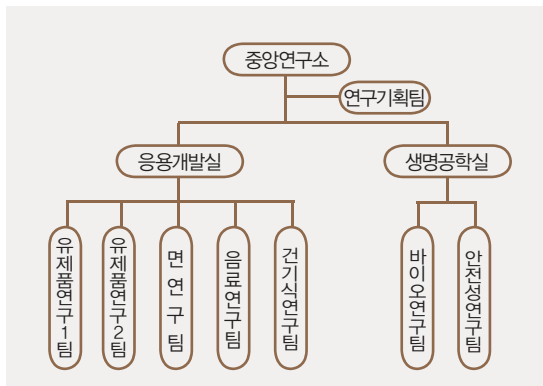 중앙연구소
연구기획팀
응용개발실
생명공학실
유제품연구1팀
유제품연구2팀
면연구팀
음료연구팀
건기식연구팀
바이오연구팀
안전성연구팀